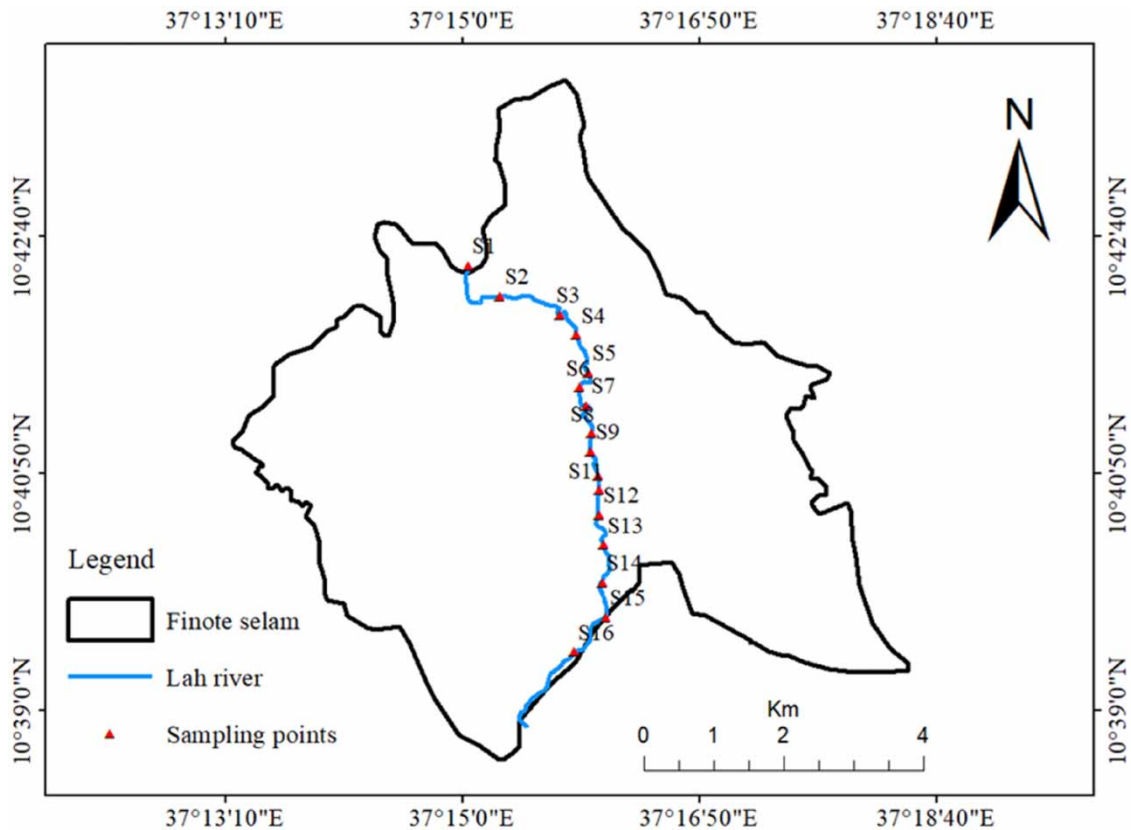 37°13'10"E 37°15'0"E 37°16'50"E 37°18'40"E
N
10°42'40"N 10°42'40"N
S1
S2
S3
S4
S5
S6
S7
S8
S9
10°40'50"N 10°40'50"N
S11
S12
S13
S14
S15
S16
Legend
Finote selam
Lah river
Sampling points
10°39'0"N 10°39'0"N
Km
0 1 2 4
37°13'10"E 37°15'0"E 37°16'50"E 37°18'40"E